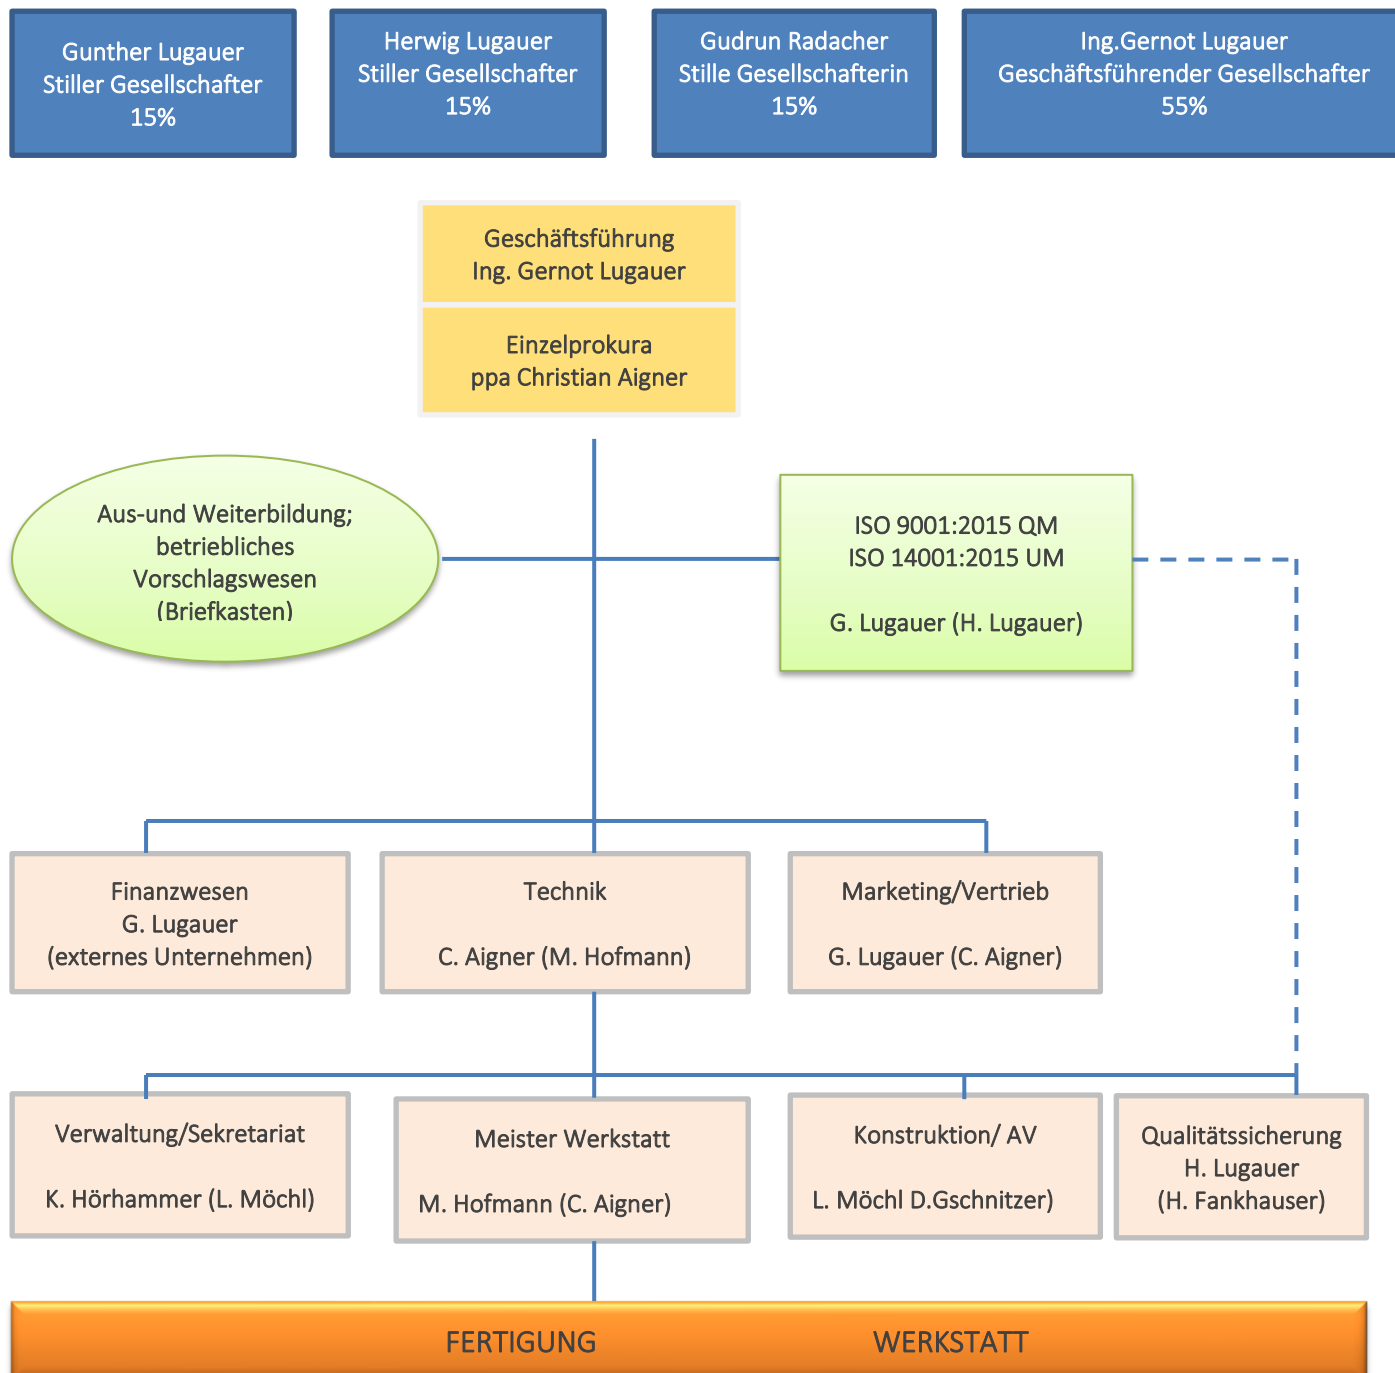 Gunther Lugauer
Stiller Gesellschafter
15%
Herwig Lugauer
Stiller Gesellschafter
15%
Gudrun Radacher
Stille Gesellschafterin
15%
Ing.Gernot Lugauer
Geschäftsführender Gesellschafter
55%
Geschäftsführung
Ing. Gernot Lugauer
Einzelprokura
ppa Christian Aigner
Aus-und Weiterbildung;
betriebliches
Vorschlagswesen
(Briefkasten)
ISO 9001:2015 QM
ISO 14001:2015 UM
G. Lugauer (H. Lugauer)
Finanzwesen
G. Lugauer
(externes Unternehmen)
Technik
C. Aigner (M. Hofmann)
Marketing/Vertrieb
G. Lugauer (C. Aigner)
Verwaltung/Sekretariat
K. Hörhammer (L. Möchl)
Meister Werkstatt
M. Hofmann (C. Aigner)
Konstruktion/ AV
L. Möchl D.Gschnitzer)
Qualitätssicherung
H. Lugauer
(H. Fankhauser)
FERTIGUNG WERKSTATT